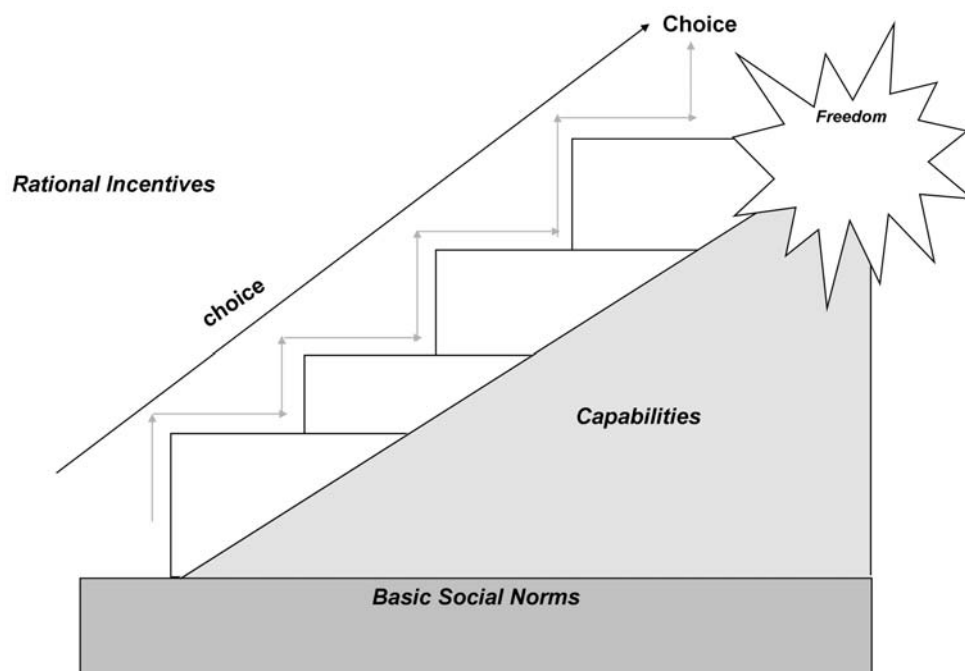 Choice
Freedom
Rational Incentives
choice
Capabilities
Basic Social Norms